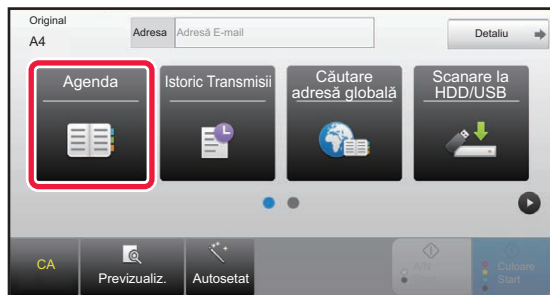 Original
A4
Adresa
Adresă E-mail
Detaliu
Agenda
Istoric Transmisii
Căutare
adresă globală
Scanare la
HDD/USB
CA
Previzualiz.
Autosetat
A/N
Start
Culoare
Start